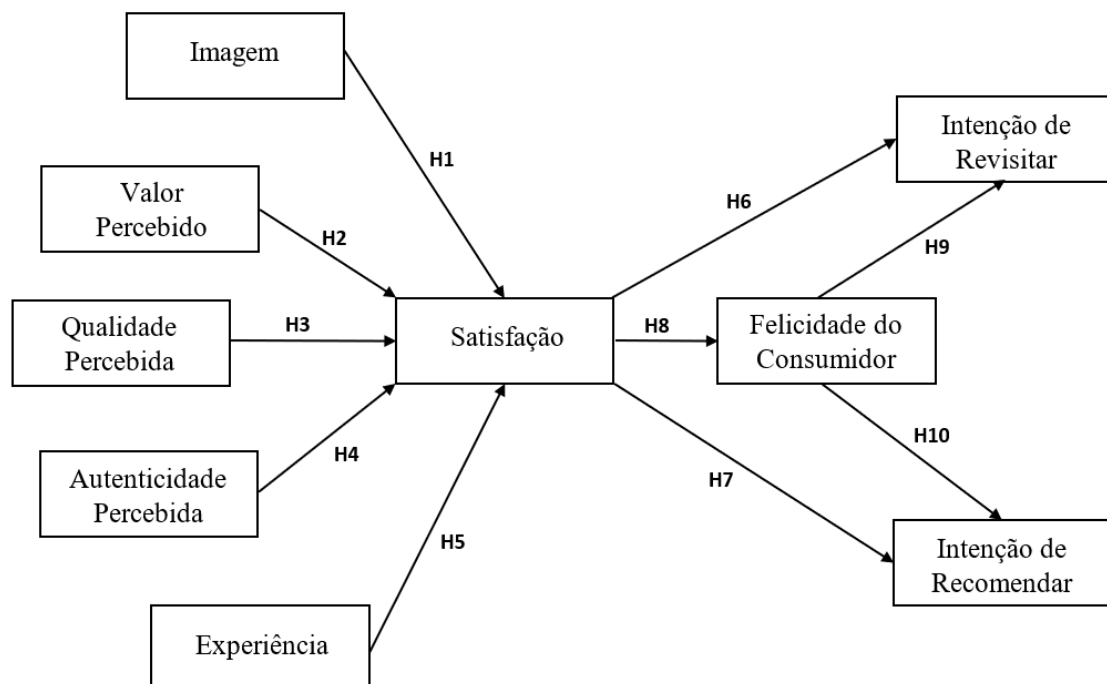 Imagem
H1
Valor
Percebido
H2
Qualidade
Percebida
H3
Autenticidade
Percebida
H4
Experiência
H5
Satisfação
H6
H8
H7
Felicidade do
Consumidor
H9
H10
Intenção de
Revisitar
Intenção de
Recomendar